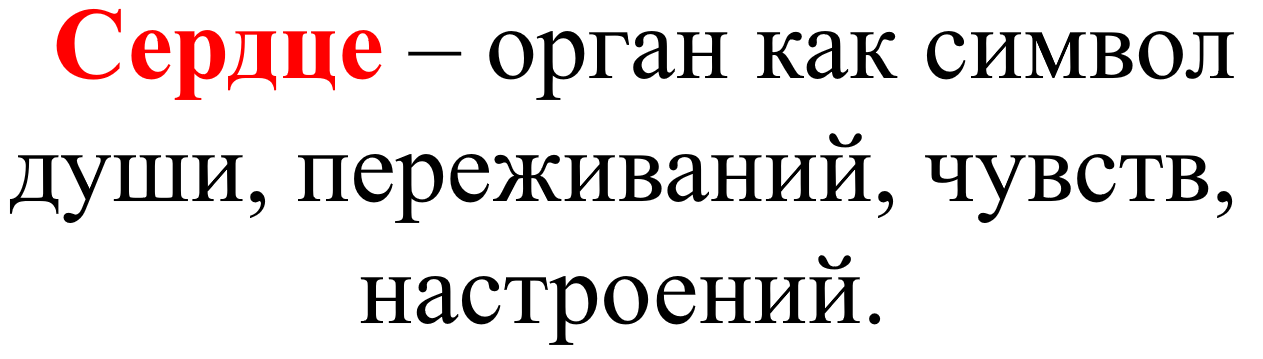 Сердце – орган как символ
души, переживаний, чувств,
настроений.